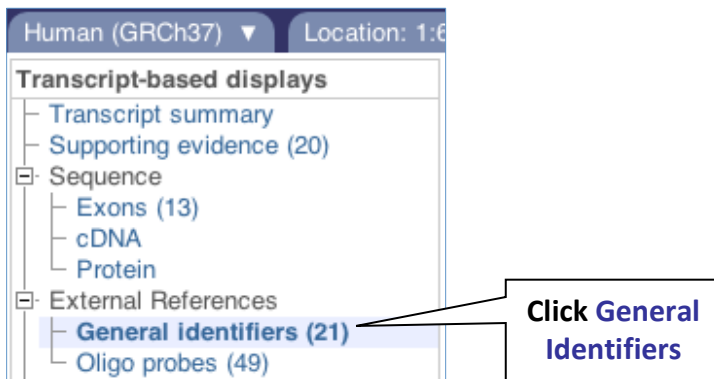 Human (GRCh37) ▼ Location: 1:6
Transcript-based displays
Transcript summary
Supporting evidence (20)
Sequence
Exons (13)
cDNA
Protein
External References
General identifiers (21)
Oligo probes (49)
Click General
Identifiers